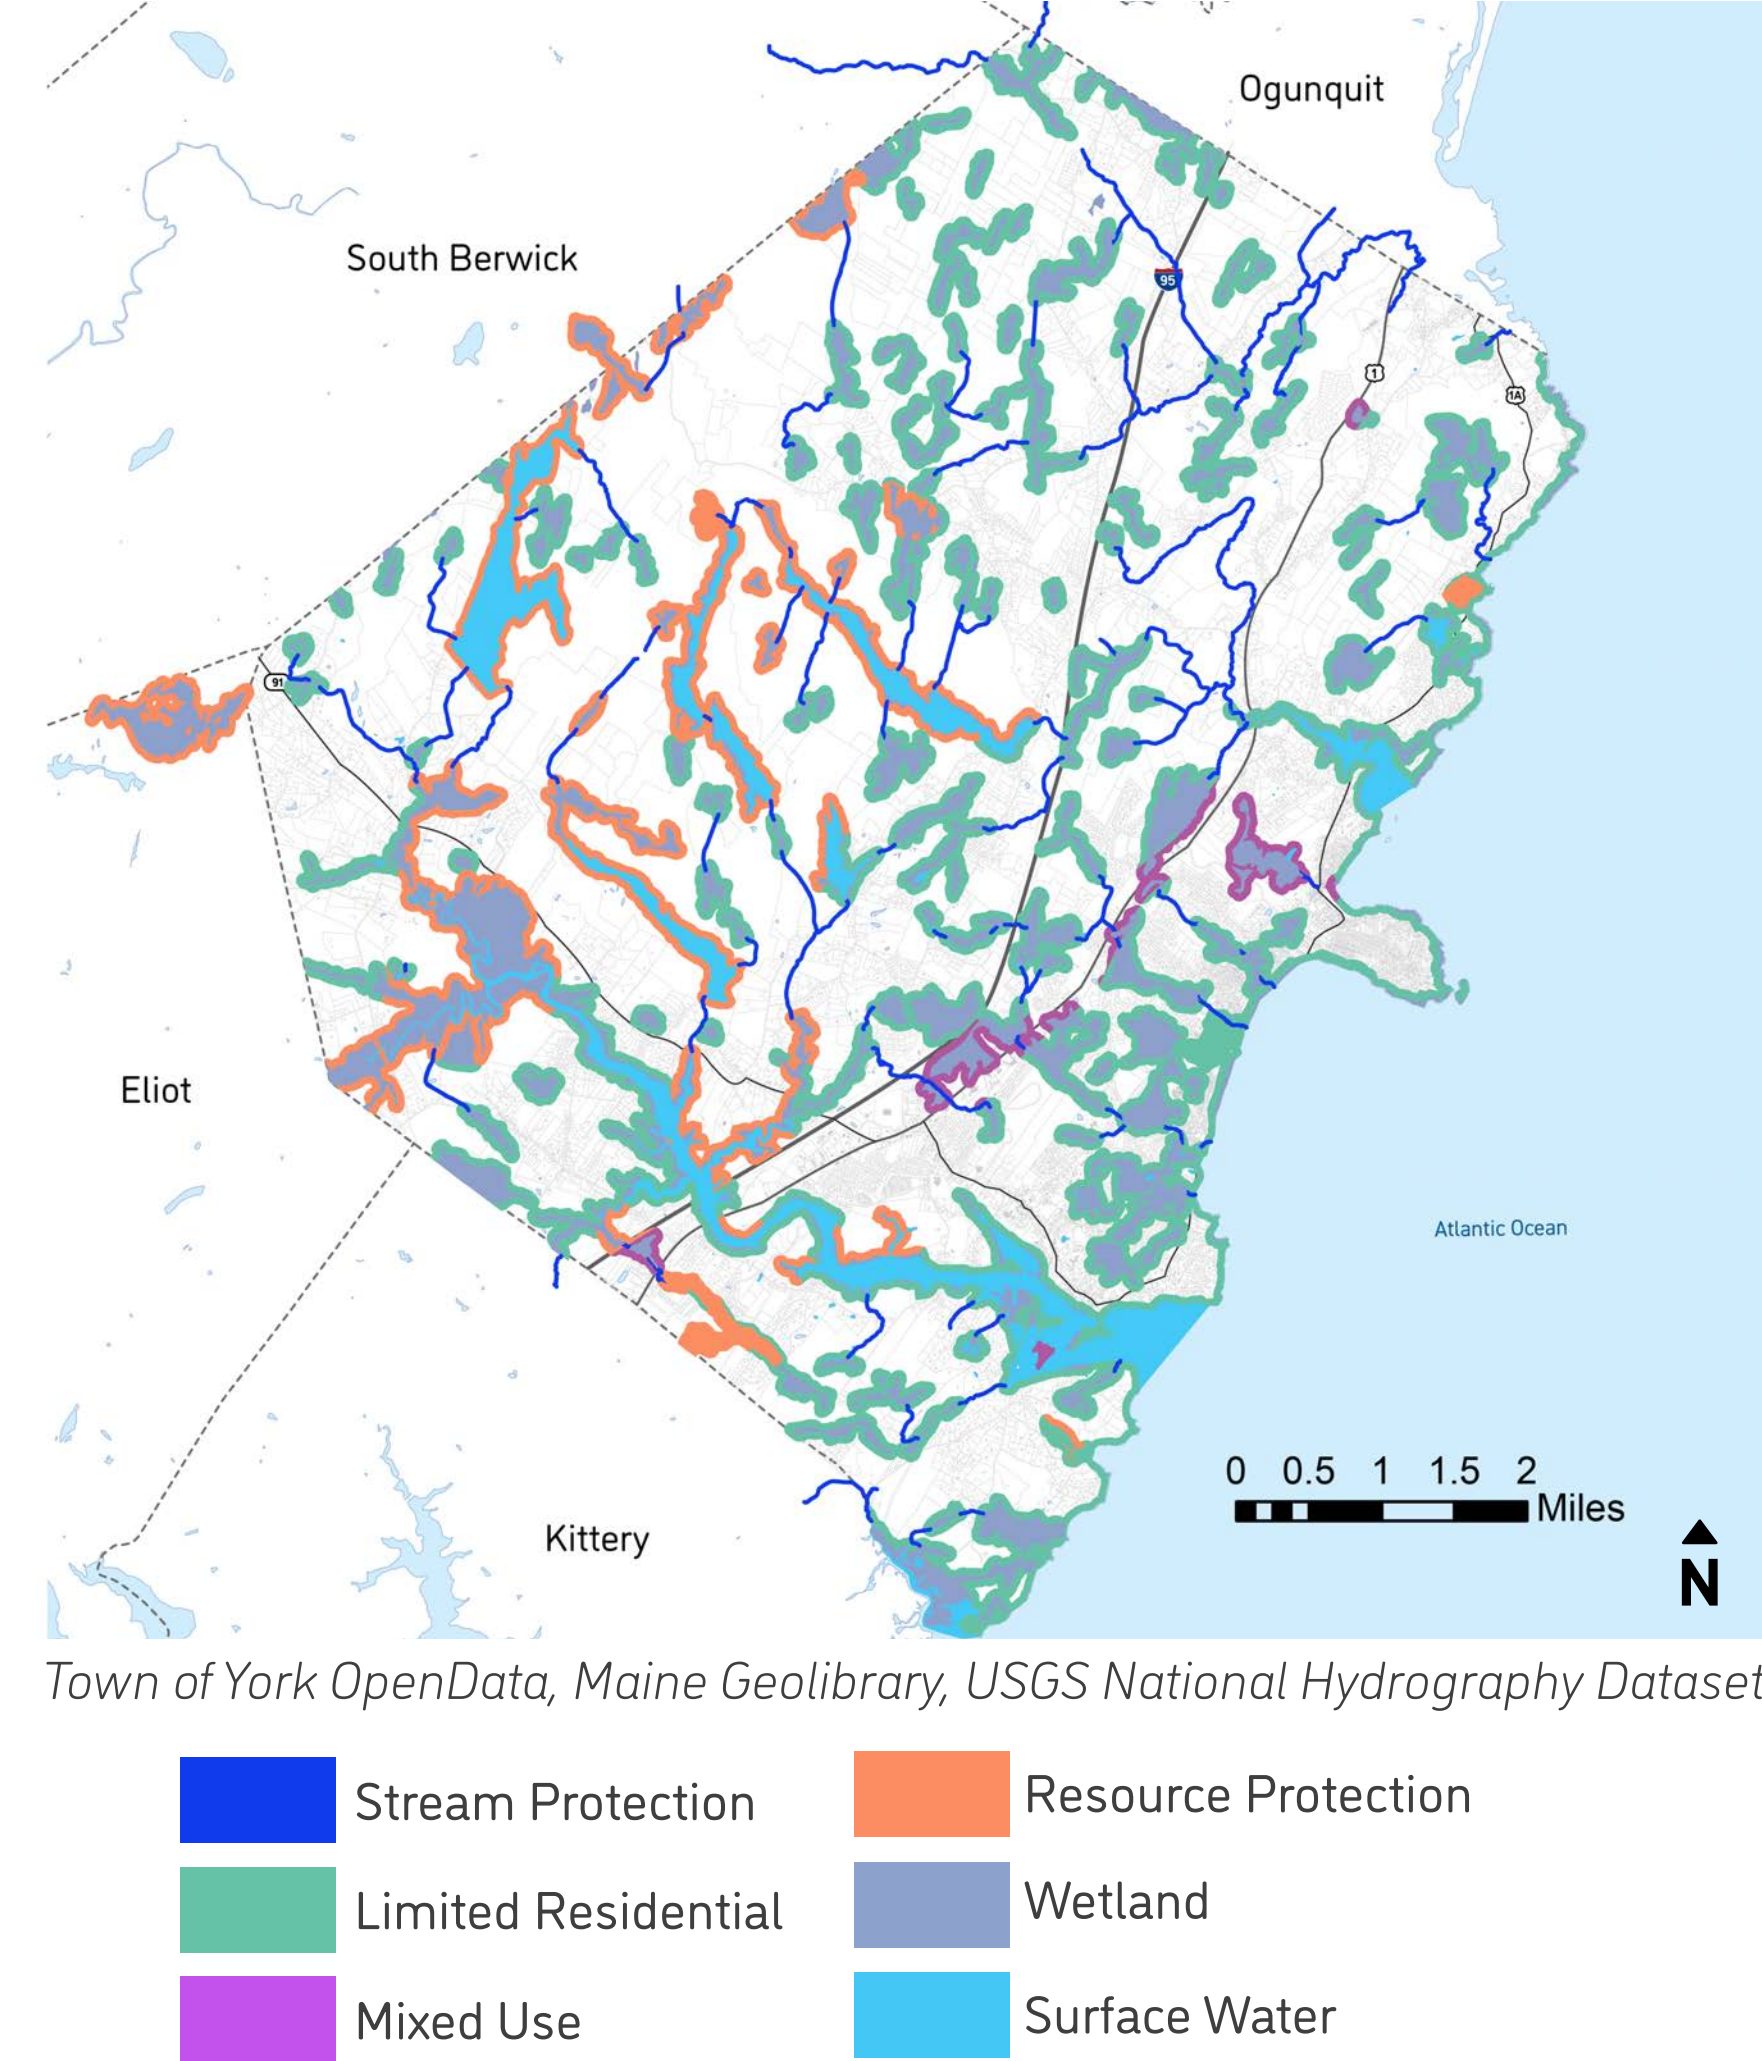 Ogunquit
South Berwick
95
1
1A
91
Eliot
Atlantic Ocean
0 0.5 1 1.5 2
Miles
Kittery
N
Town of York OpenData, Maine Geolibrary, USGS National Hydrography Dataset
Stream Protection
Resource Protection
Limited Residential
Wetland
Mixed Use
Surface Water